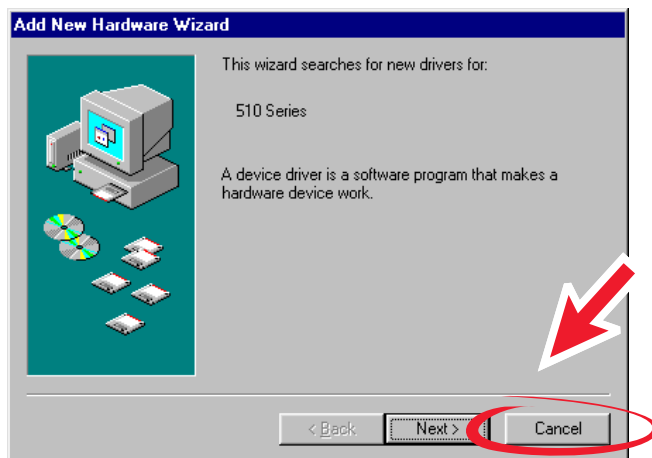 Add New Hardware Wizard
This wizard searches for new drivers for:
510 Series
A device driver is a software program that makes a
hardware device work.
< Back
Next >
Cancel